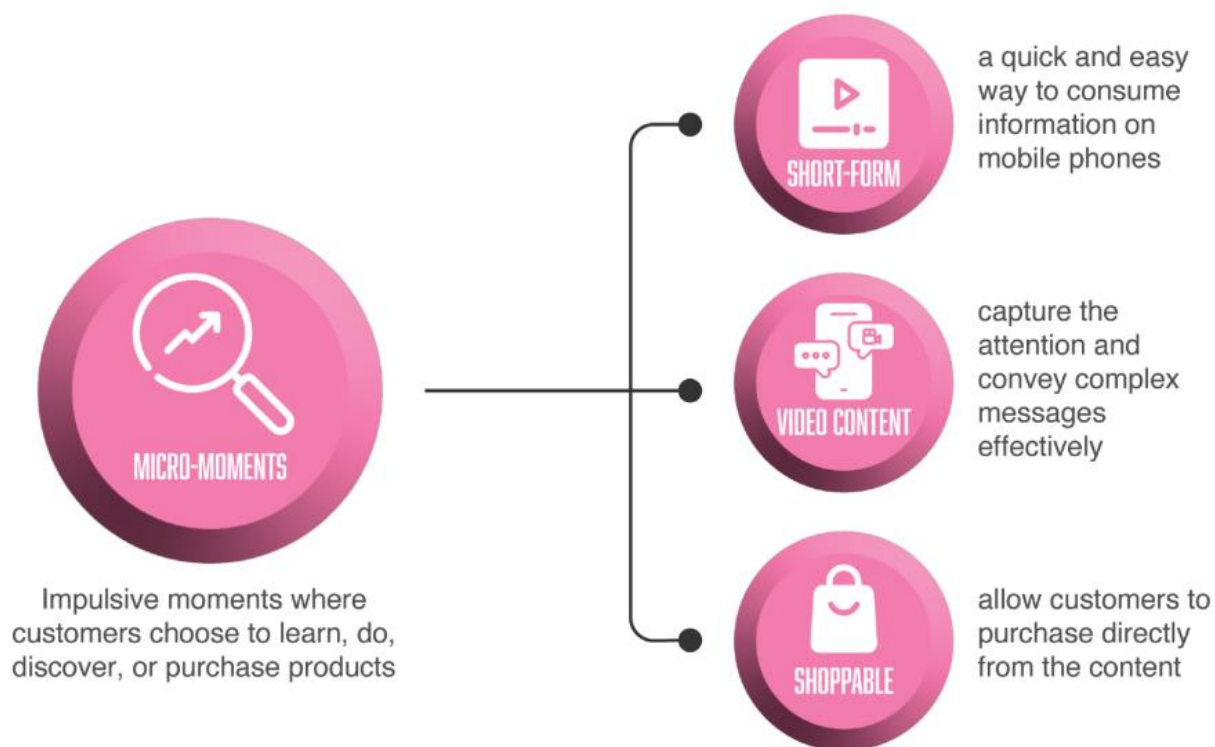 MICRO-MOMENTS
Impulsive moments where
customers choose to learn, do,
discover, or purchase products
SHORT-FORM
a quick and easy
way to consume
information on
mobile phones
VIDEO CONTENT
capture the
attention and
convey complex
messages
effectively
SHOPPABLE
allow customers to
purchase directly
from the content